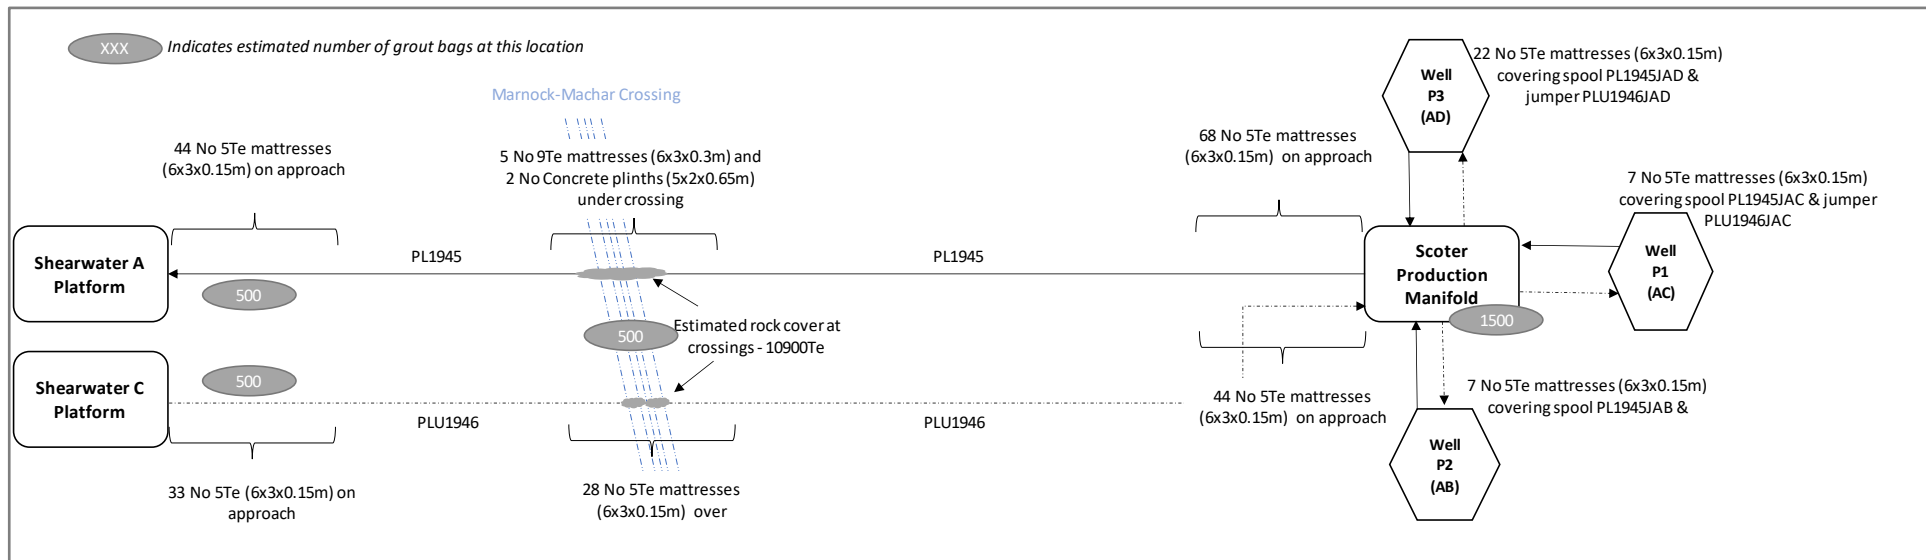 XXX
Indicates estimated number of grout bags at this location
Marnock-Machar Crossing
44 No 5Te mattresses
(6x3x0.15m) on approach
5 No 9Te mattresses (6x3x0.3m) and
2 No Concrete plinths (5x2x0.65m)
under crossing
68 No 5Te mattresses
(6x3x0.15m) on approach
Well
P3
(AD)
22 No 5Te mattresses (6x3x0.15m)
covering spool PL1945JAD &
jumper PLU1946JAD
7 No 5Te mattresses (6x3x0.15m)
covering spool PL1945JAC & jumper
PLU1946JAC
Shearwater A
Platform
PL1945
PL1945
Scoter
Production
Manifold
Well
P1
(AC)
500
500
1500
Estimated rock cover at
crossings - 10900Te
Shearwater C
Platform
500
PLU1946
PLU1946
44 No 5Te mattresses
(6x3x0.15m) on approach
7 No 5Te mattresses (6x3x0.15m)
covering spool PL1945JAB &
Well
P2
(AB)
33 No 5Te (6x3x0.15m) on
approach
28 No 5Te mattresses
(6x3x0.15m) over